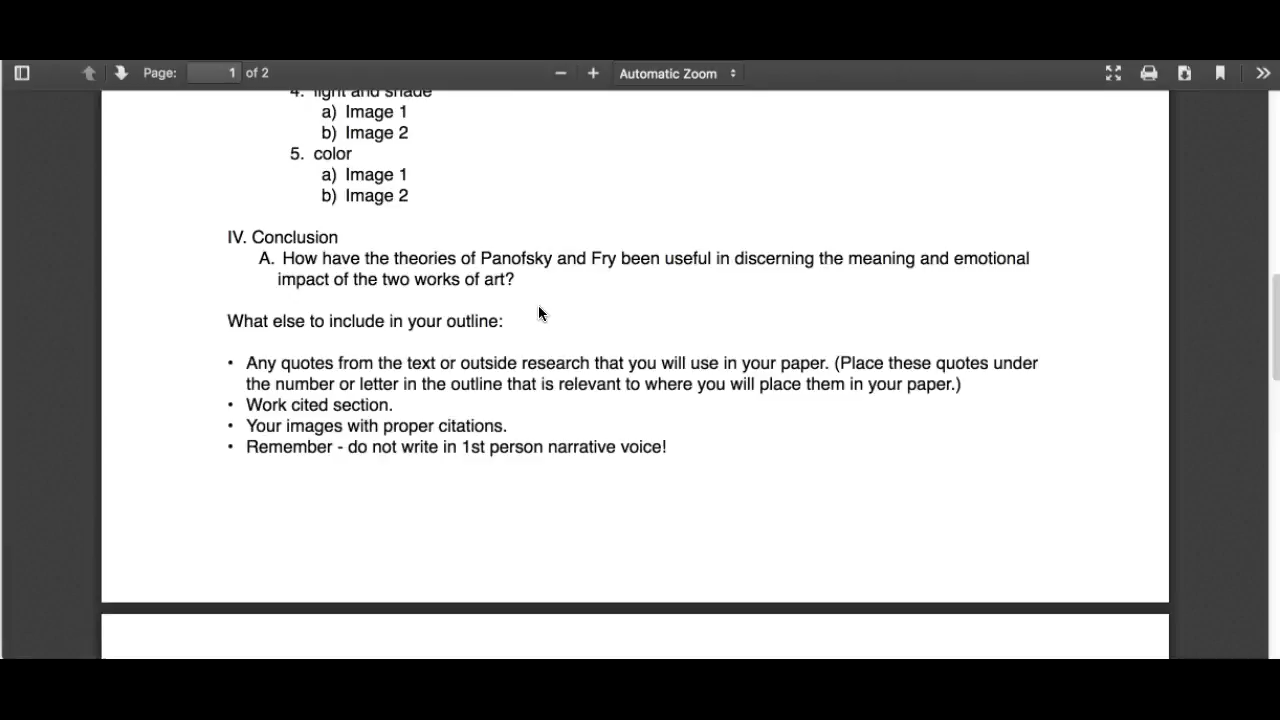 Page: 1 of 2
Automatic Zoom
4. light and shade
a) Image 1
b) Image 2
5. color
a) Image 1
b) Image 2
IV. Conclusion
A. How have the theories of Panofsky and Fry been useful in discerning the meaning and emotional
impact of the two works of art?
What else to include in your outline:
• Any quotes from the text or outside research that you will use in your paper. (Place these quotes under
the number or letter in the outline that is relevant to where you will place them in your paper.)
• Work cited section.
• Your images with proper citations.
• Remember - do not write in 1st person narrative voice!